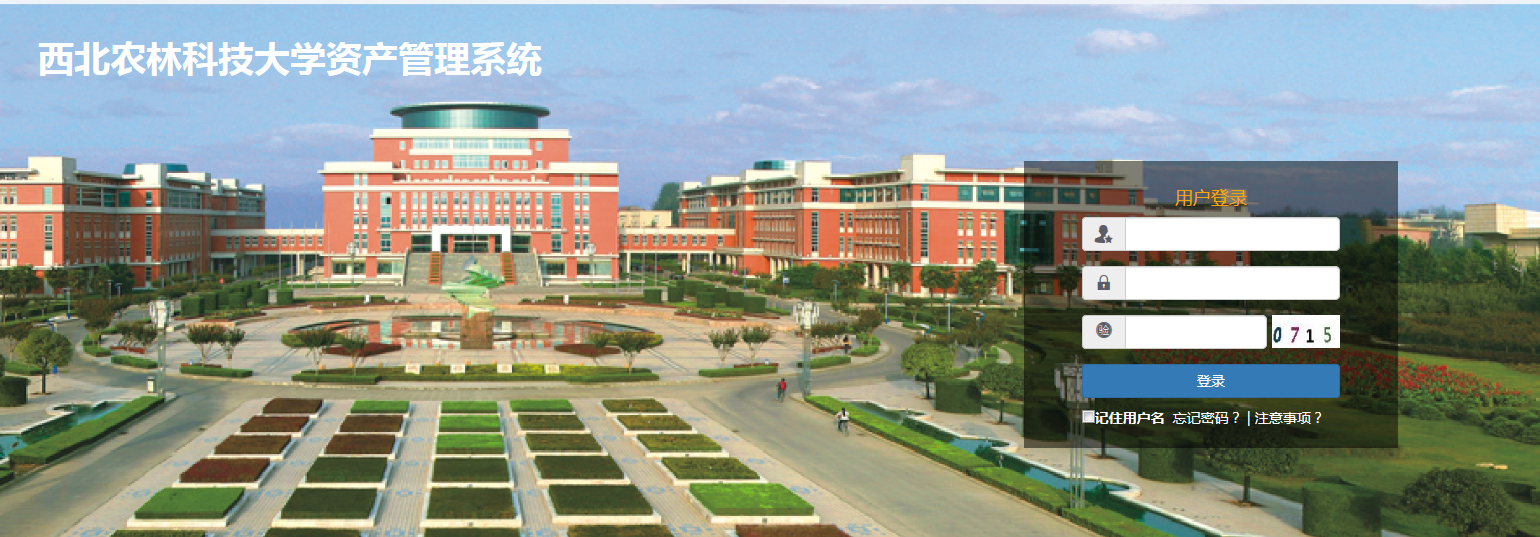 西北农林科技大学资产管理系统
用户登录
验
0715
登录
记住用户名 忘记密码？ | 注意事项？